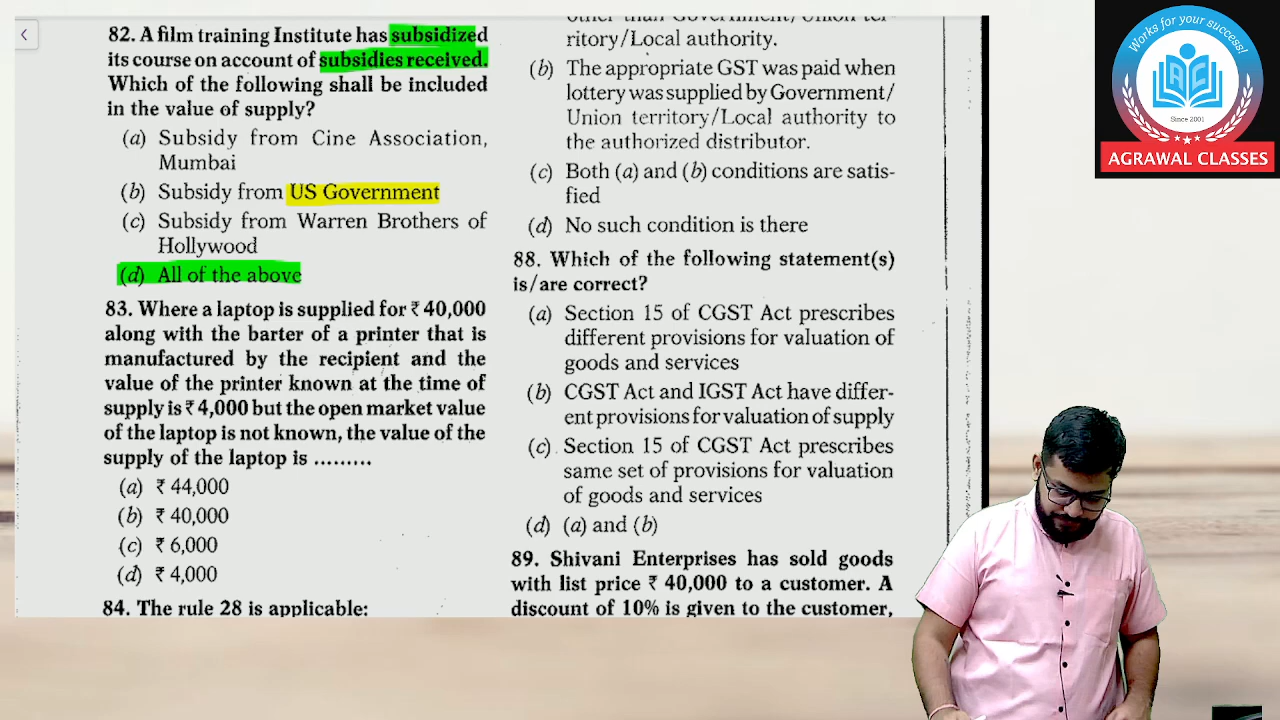 82. A film training Institute has subsidized
its course on account of subsidies received.
Which of the following shall be included
in the value of supply?
(a) Subsidy from Cine Association,
Mumbai
(b) Subsidy from US Government
(c) Subsidy from Warren Brothers of
Hollywood
(d) All of the above
83. Where a laptop is supplied for ₹ 40,000
along with the barter of a printer that is
manufactured by the recipient and the
value of the printer known at the time of
supply is ₹ 4,000 but the open market value
of the laptop is not known, the value of the
supply of the laptop is .........
(a) ₹ 44,000
(b) ₹ 40,000
(c) ₹ 6,000
(d) ₹ 4,000
84. The rule 28 is applicable:
other than Government/Union ter-
ritory/Local authority.
(b) The appropriate GST was paid when
lottery was supplied by Government/
Union territory/Local authority to
the authorized distributor.
(c) Both (a) and (b) conditions are satis-
fied
(d) No such condition is there
88. Which of the following statement(s)
is/are correct?
(a) Section 15 of CGST Act prescribes
different provisions for valuation of
goods and services
(b) CGST Act and IGST Act have differ-
ent provisions for valuation of supply
(c) Section 15 of CGST Act prescribes
same set of provisions for valuation
of goods and services
(d) (a) and (b)
89. Shivani Enterprises has sold goods
with list price ₹ 40,000 to a customer. A
discount of 10% is given to the customer,
Works for your success!
AC
Since 2001
AGRAWAL CLASSES